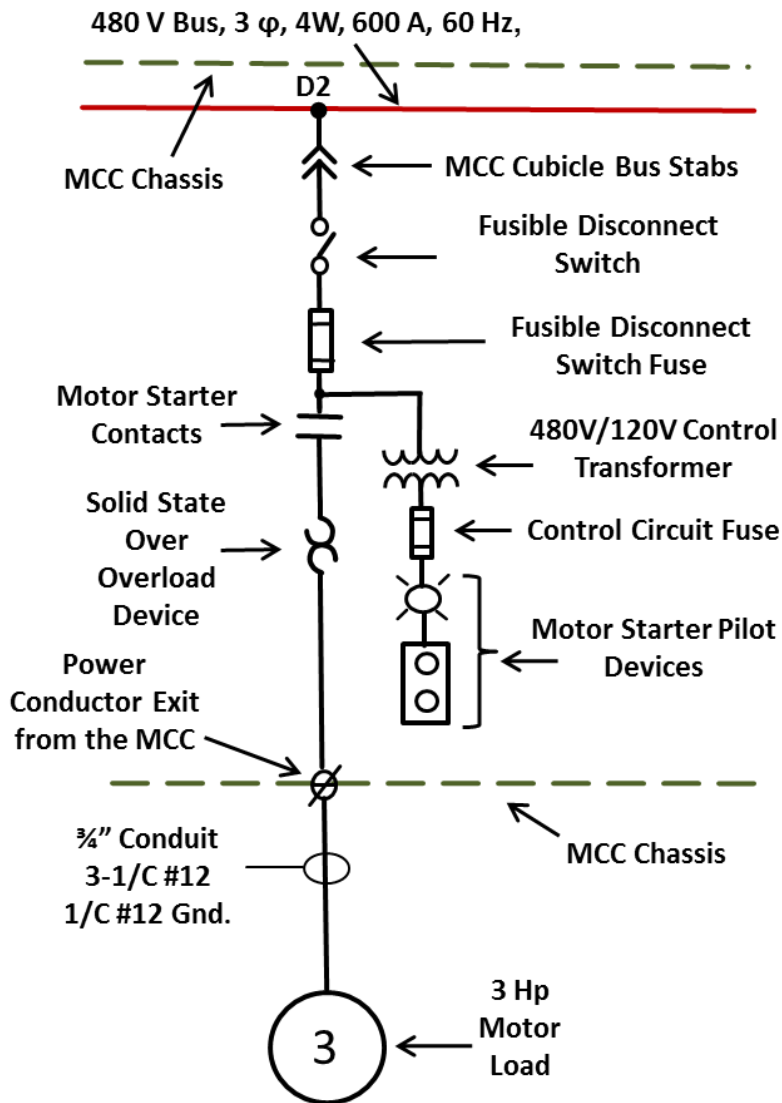 480 V Bus, 3 φ, 4W, 600 A, 60 Hz,
D2
MCC Chassis
MCC Cubicle Bus Stabs
Fusible Disconnect
Switch
Fusible Disconnect
Switch Fuse
Motor Starter
Contacts
480V/120V Control
Transformer
Solid State
Over
Overload
Device
Control Circuit Fuse
Motor Starter Pilot
Devices
Power
Conductor Exit
from the MCC
MCC Chassis
¾” Conduit
3-1/C #12
1/C #12 Gnd.
3 Hp
Motor
Load
3